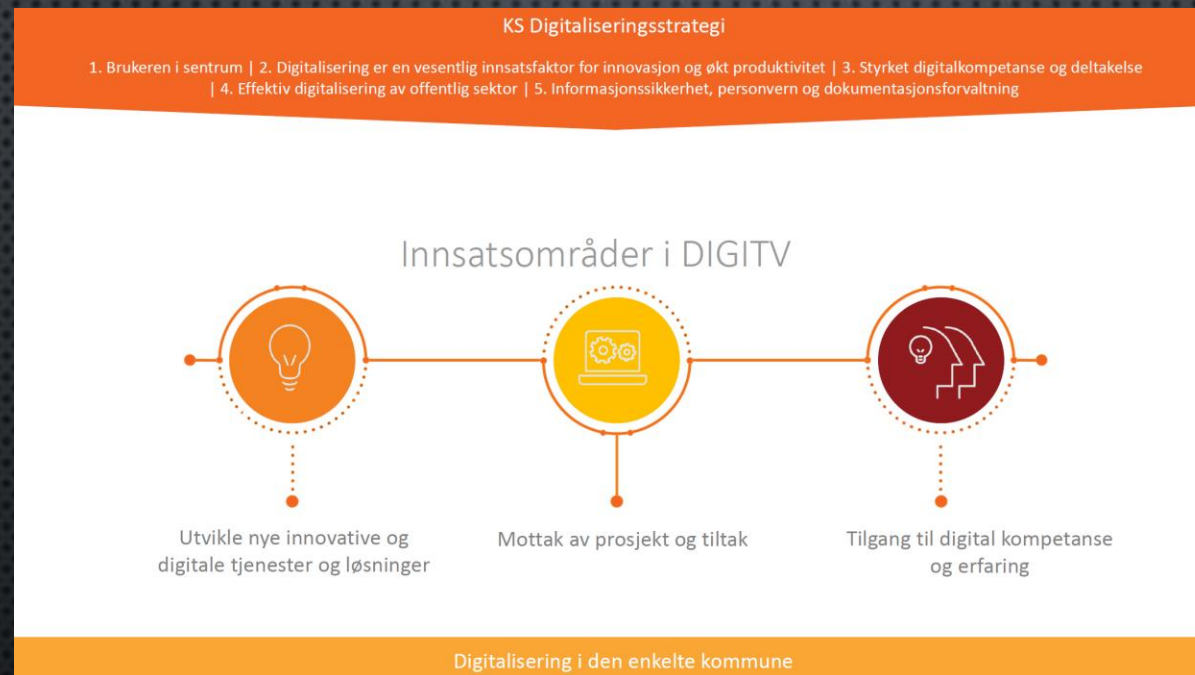 KS Digitaliseringsstrategi
1. Brukeren i sentrum | 2. Digitalisering er en vesentlig innsatsfaktor for innovasjon og økt produktivitet | 3. Styrket digitalkompetanse og deltakelse
| 4. Effektiv digitalisering av offentlig sektor | 5. Informasjonssikkerhet, personvern og dokumentasjonsforvaltning
Innsatsområder i DIGITV
Utvikle nye innovative og
digitale tjenester og løsninger
Mottak av prosjekt og tiltak
Tilgang til digital kompetanse
og erfaring
Digitalisering i den enkelte kommune